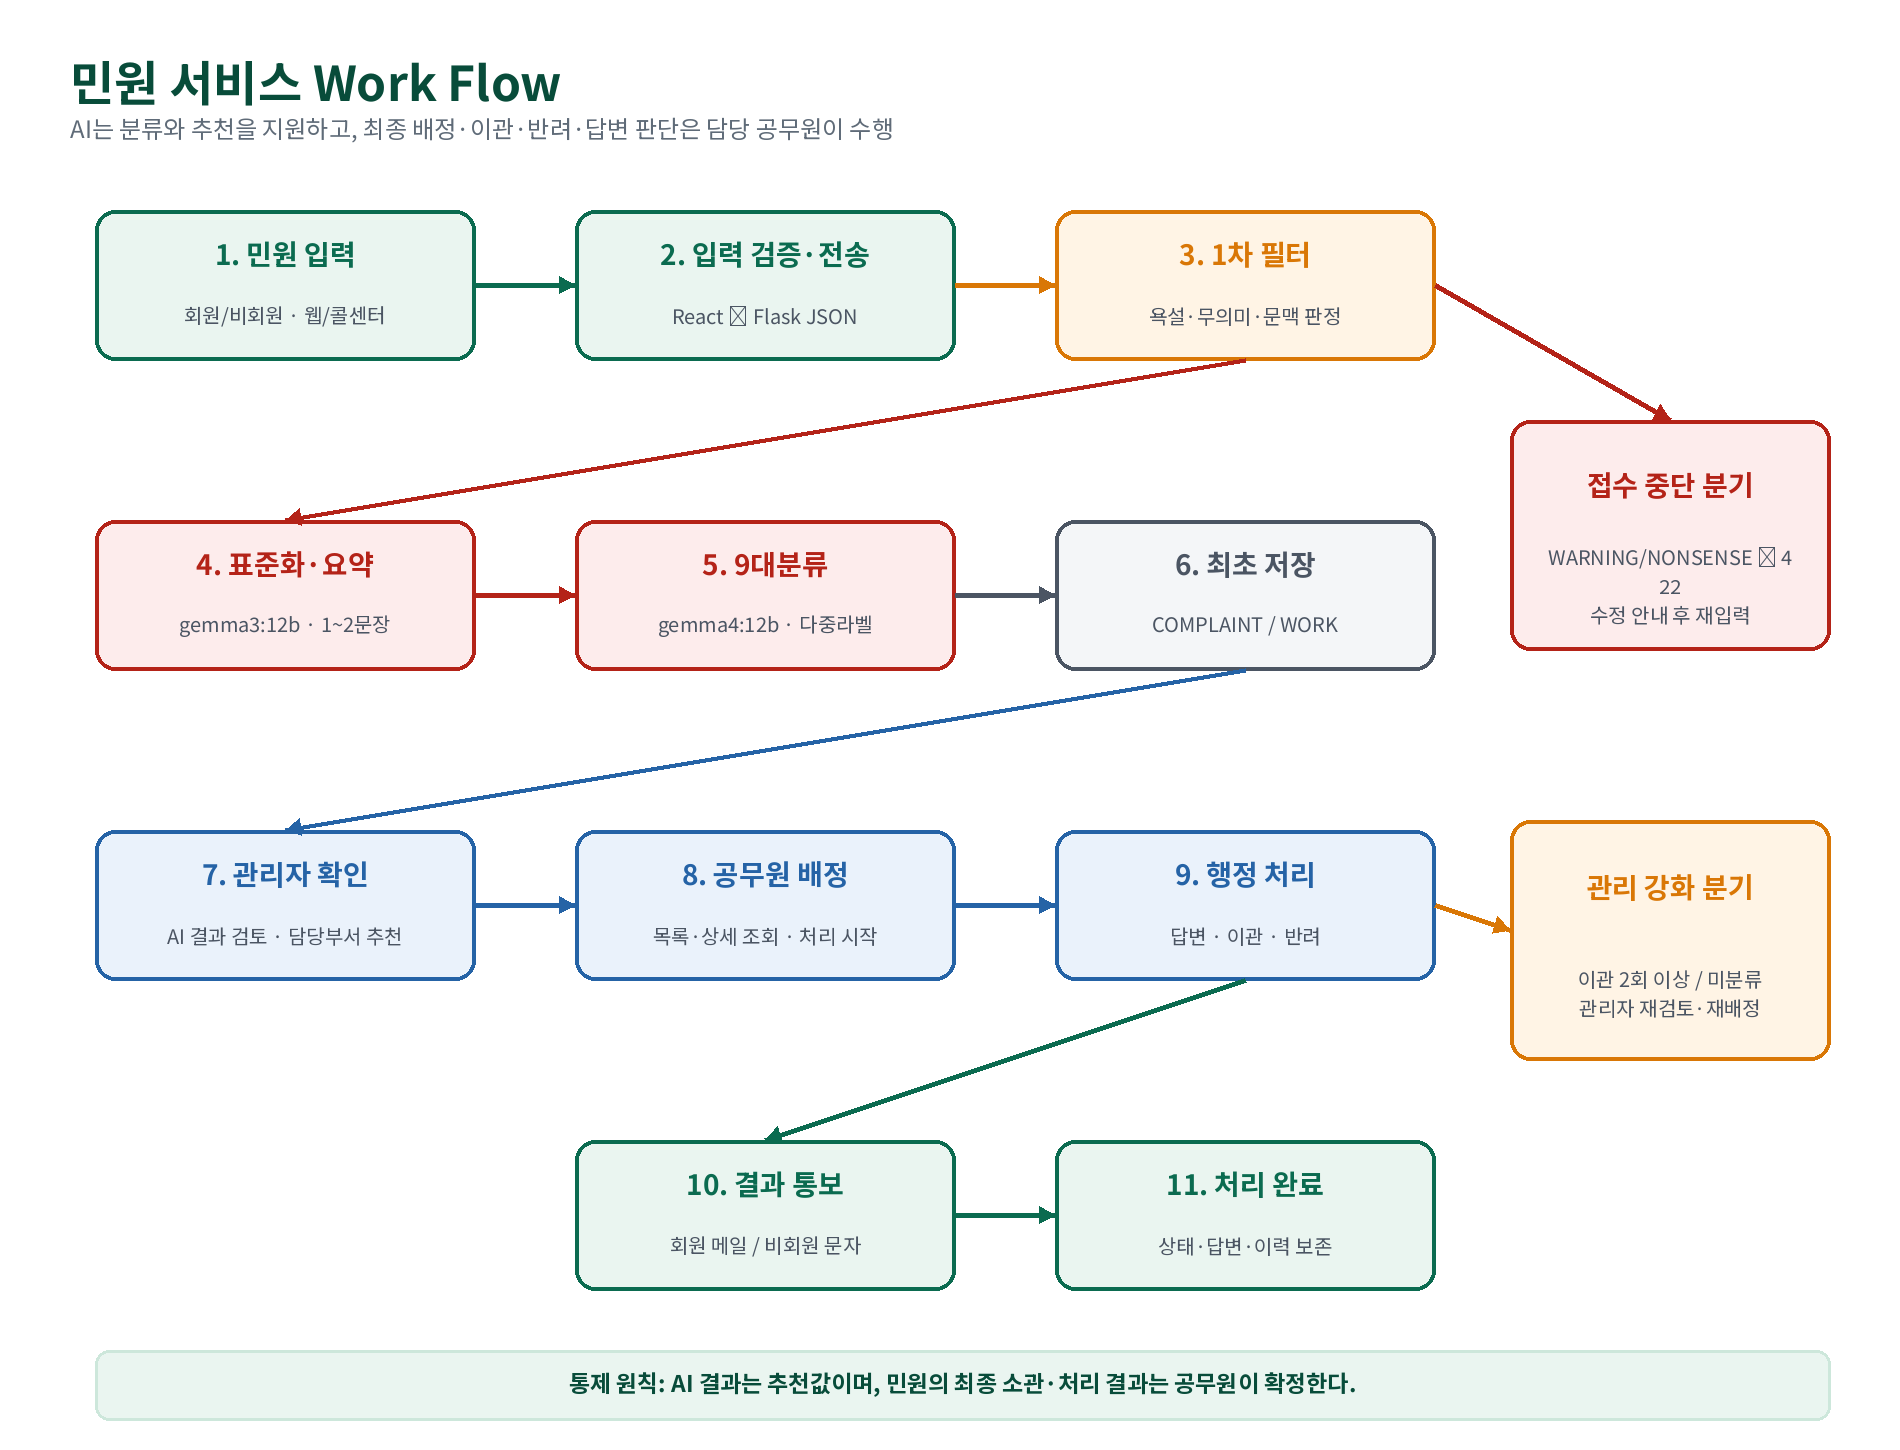 민원 서비스 Work Flow
AI는 분류와 추천을 지원하고, 최종 배정·이관·반려·답변 판단은 담당 공무원이 수행
1. 민원 입력
회원/비회원 · 웹/콜센터
2. 입력 검증·전송
React ☒ Flask JSON
3. 1차 필터
욕설·무의미·문맥 판정
접수 중단 분기
WARNING/NONSENSE ☒ 4
22
수정 안내 후 재입력
4. 표준화·요약
gemma3:12b · 1~2문장
5. 9대분류
gemma4:12b · 다중라벨
6. 최초 저장
COMPLAINT / WORK
7. 관리자 확인
AI 결과 검토 · 담당부서 추천
8. 공무원 배정
목록·상세 조회 · 처리 시작
9. 행정 처리
답변 · 이관 · 반려
관리 강화 분기
이관 2회 이상 / 미분류
관리자 재검토·재배정
10. 결과 통보
회원 메일 / 비회원 문자
11. 처리 완료
상태·답변·이력 보존
통제 원칙: AI 결과는 추천값이며, 민원의 최종 소관·처리 결과는 공무원이 확정한다.